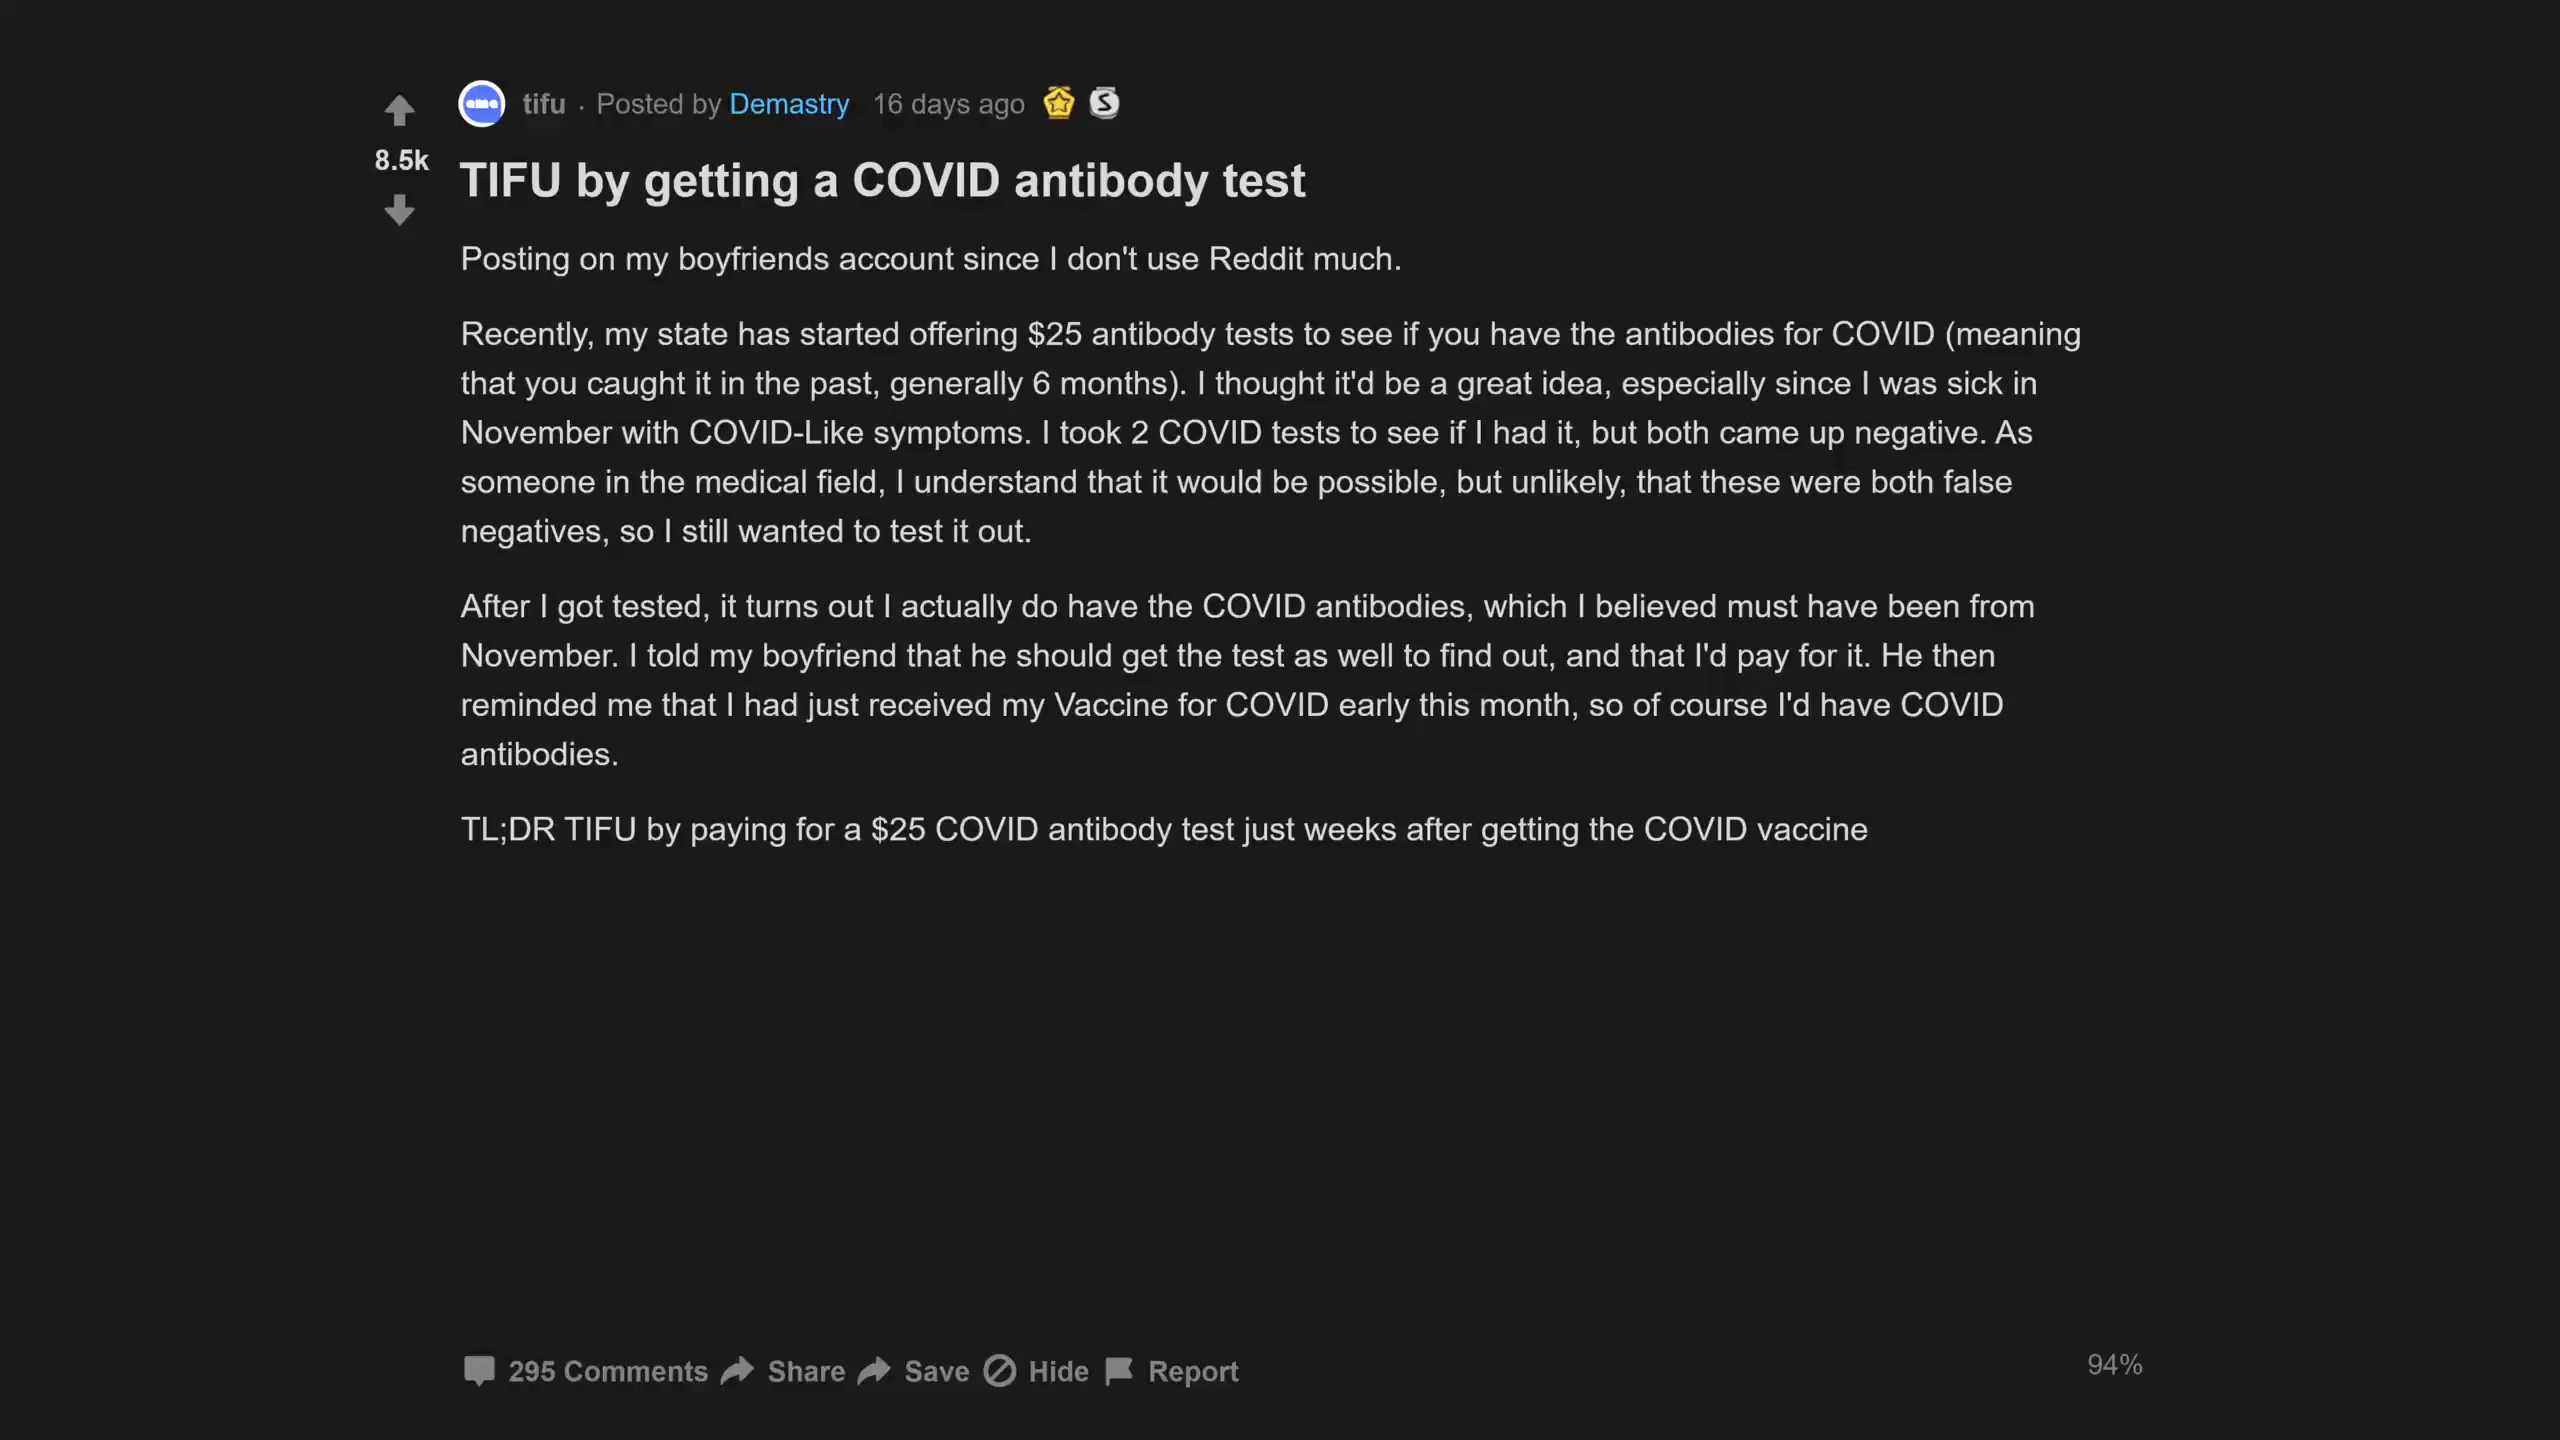 ama tifu · Posted by Demastry 16 days ago S
8.5k
TIFU by getting a COVID antibody test
Posting on my boyfriends account since I don't use Reddit much.
Recently, my state has started offering $25 antibody tests to see if you have the antibodies for COVID (meaning
that you caught it in the past, generally 6 months). I thought it'd be a great idea, especially since I was sick in
November with COVID-Like symptoms. I took 2 COVID tests to see if I had it, but both came up negative. As
someone in the medical field, I understand that it would be possible, but unlikely, that these were both false
negatives, so I still wanted to test it out.
After I got tested, it turns out I actually do have the COVID antibodies, which I believed must have been from
November. I told my boyfriend that he should get the test as well to find out, and that I'd pay for it. He then
reminded me that I had just received my Vaccine for COVID early this month, so of course I'd have COVID
antibodies.
TL;DR TIFU by paying for a $25 COVID antibody test just weeks after getting the COVID vaccine
295 Comments Share Save Hide Report
94%